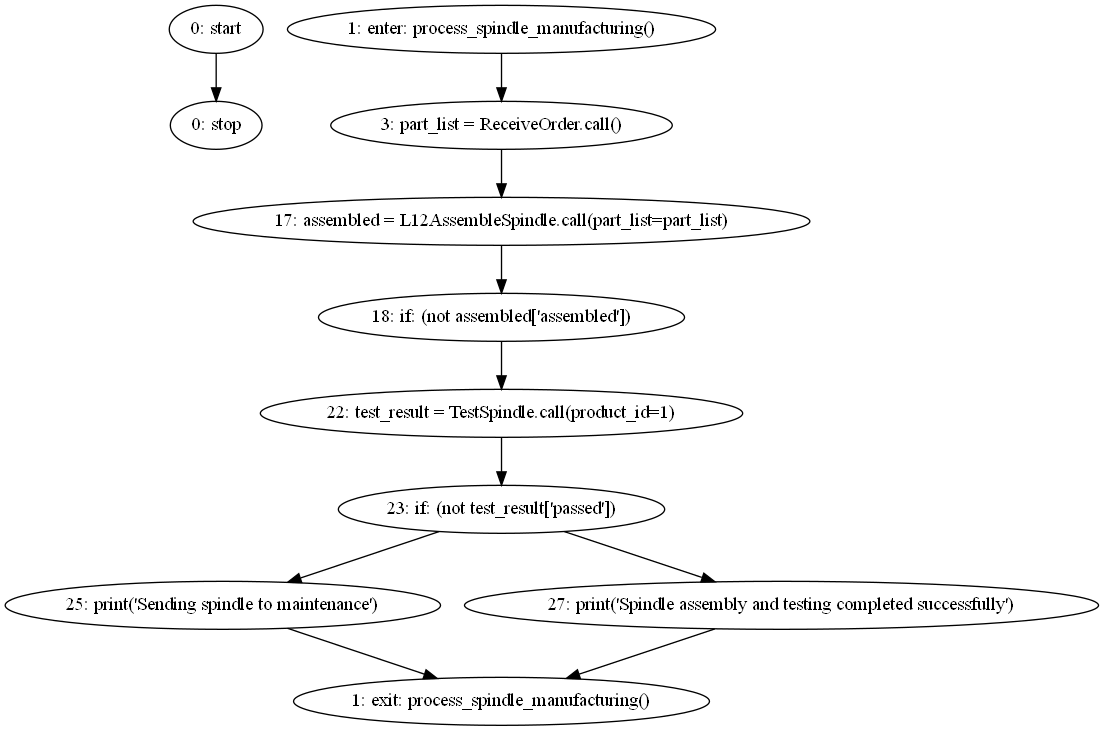 0: start
1: enter: process_spindle_manufacturing()
0: stop
3: part_list = ReceiveOrder.call()
17: assembled = L12AssembleSpindle.call(part_list=part_list)
18: if: (not assembled['assembled'])
22: test_result = TestSpindle.call(product_id=1)
23: if: (not test_result['passed'])
25: print('Sending spindle to maintenance')
27: print('Spindle assembly and testing completed successfully')
1: exit: process_spindle_manufacturing()